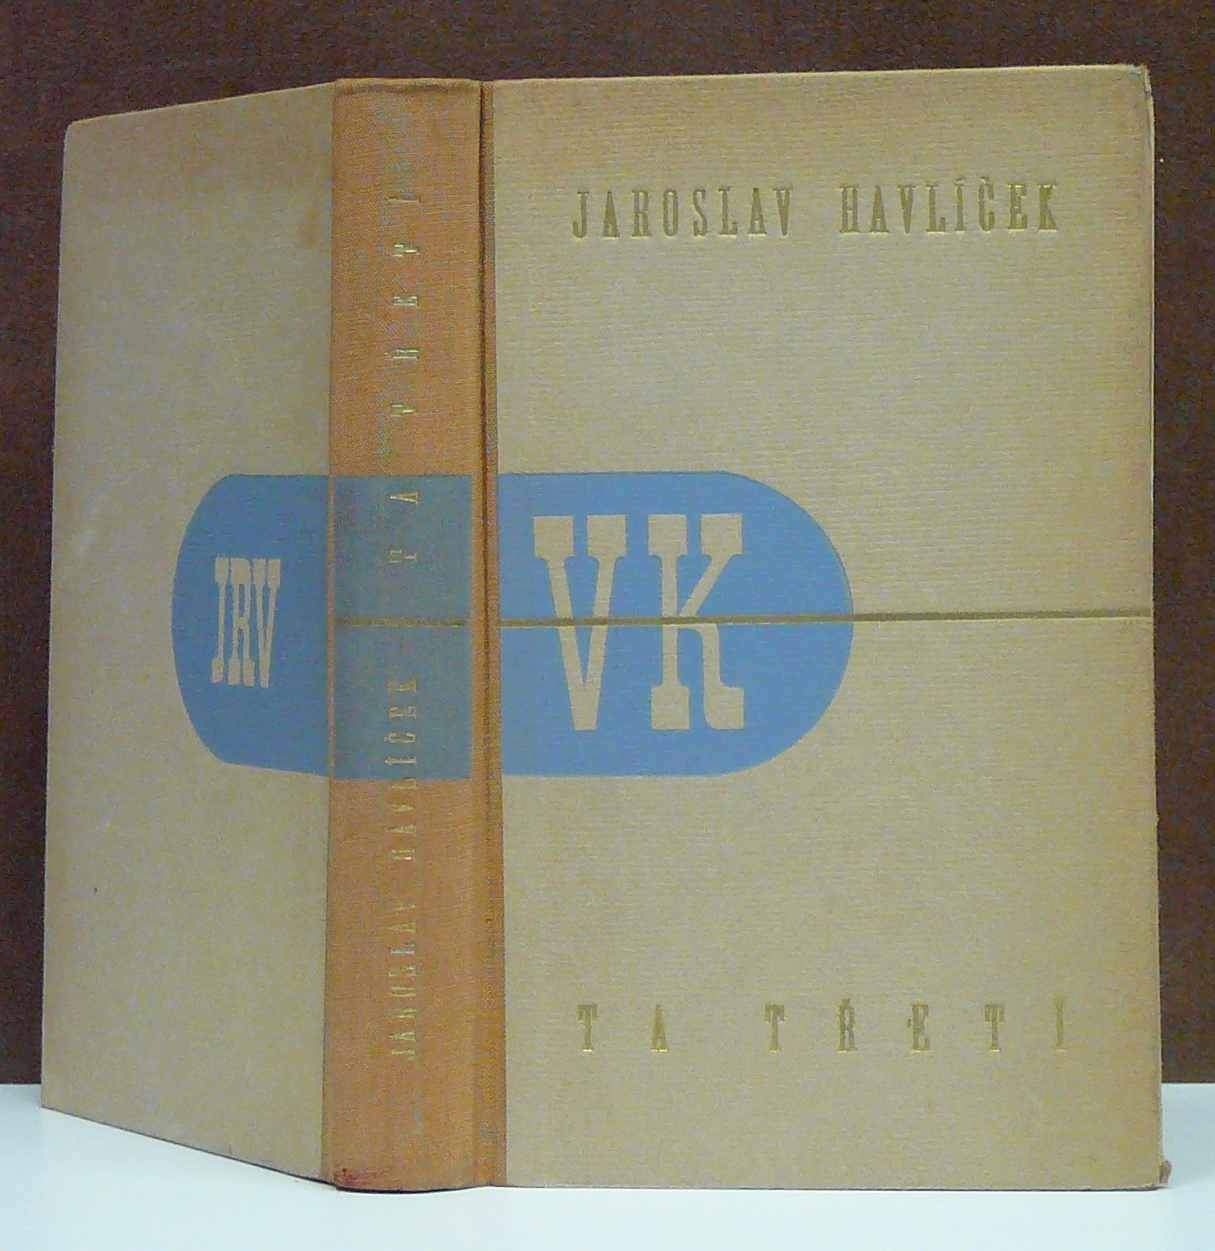 JAROSLAV HAVLÍČEK
VK
TA TŘETÍ
JAROSLAV HAVLÍČEK TA TŘETÍ
JRV